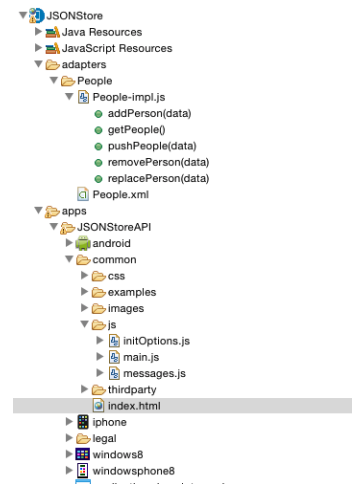 JSONStore
Java Resources
JavaScript Resources
adapters
People
People-impl.js
addPerson(data)
getPeople()
pushPeople(data)
removePerson(data)
replacePerson(data)
People.xml
apps
JSONStoreAPI
android
common
css
examples
images
js
initOptions.js
main.js
messages.js
thirdparty
index.html
iphone
legal
windows8
windowsphone8